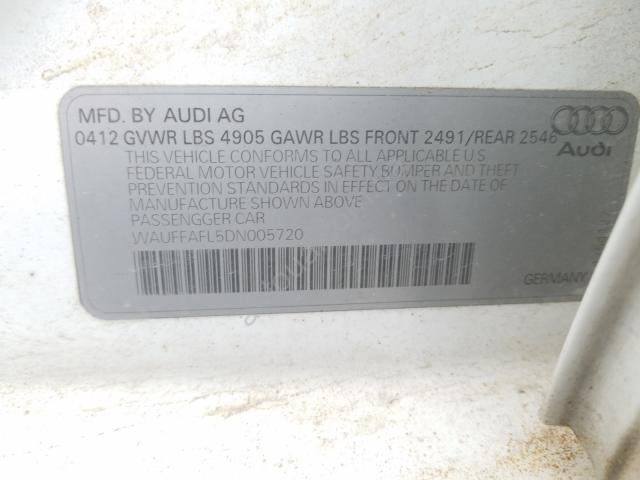 MFD. BY AUDI AG
0412 GVWR LBS 4905 GAWR LBS FRONT 2491/REAR 2546
Audi
THIS VEHICLE CONFORMS TO ALL APPLICABLE U S
FEDERAL MOTOR VEHICLE SAFETY,BUMPER AND THEFT
PREVENTION STANDARDS IN EFFECT ON THE DATE OF
MANUFACTURE SHOWN ABOVE
PASSENGGER CAR
WAUFFAFL5DN005720
GERMANY